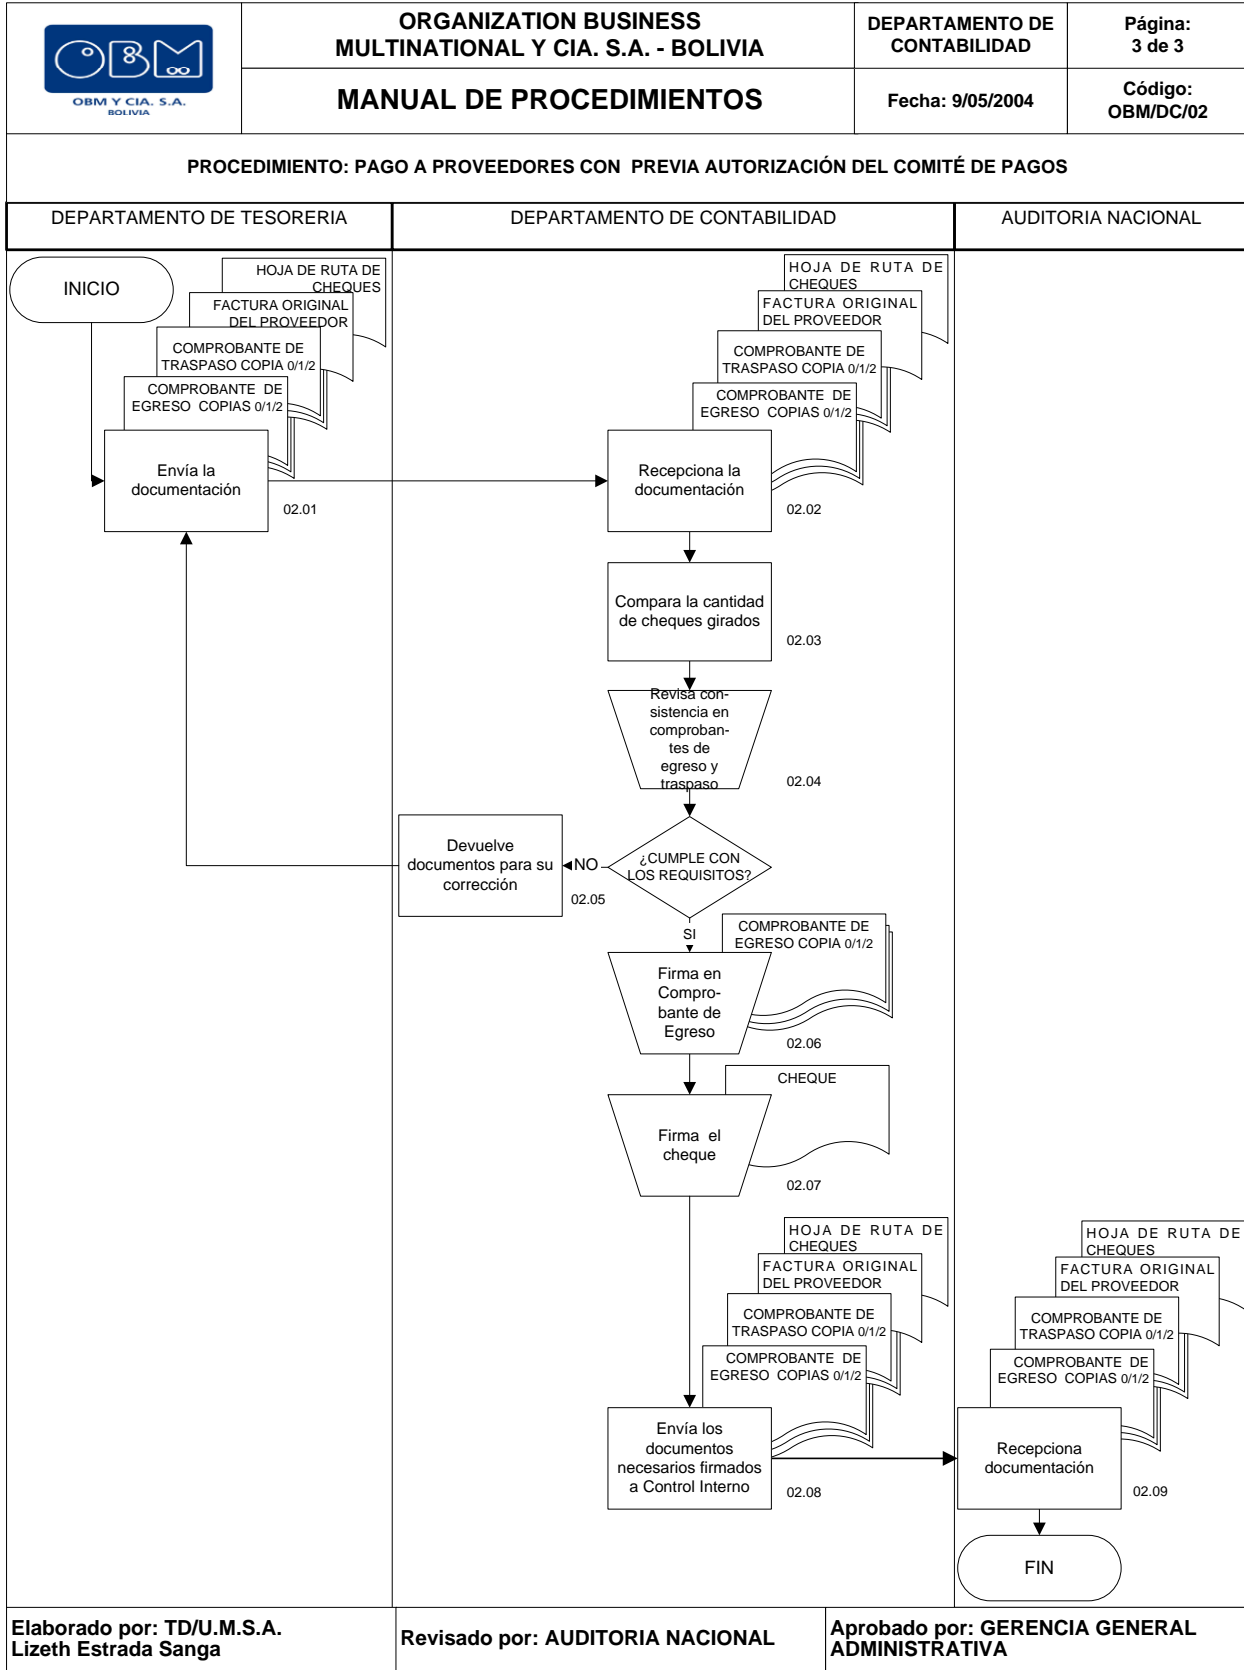 OBM
OBM Y CIA. S.A.
BOLIVIA
ORGANIZATION BUSINESS
MULTINATIONAL Y CIA. S.A. - BOLIVIA
DEPARTAMENTO DE
CONTABILIDAD
Página:
3 de 3
MANUAL DE PROCEDIMIENTOS
Fecha: 9/05/2004
Código:
OBM/DC/02
PROCEDIMIENTO: PAGO A PROVEEDORES CON PREVIA AUTORIZACIÓN DEL COMITÉ DE PAGOS
DEPARTAMENTO DE TESORERIA
DEPARTAMENTO DE CONTABILIDAD
AUDITORIA NACIONAL
INICIO
HOJA DE RUTA DE
CHEQUES
FACTURA ORIGINAL
DEL PROVEEDOR
COMPROBANTE DE
TRASPASO COPIA 0/1/2
COMPROBANTE DE
EGRESO COPIAS 0/1/2
Envía la
documentación
02.01
HOJA DE RUTA DE
CHEQUES
FACTURA ORIGINAL
DEL PROVEEDOR
COMPROBANTE DE
TRASPASO COPIA 0/1/2
COMPROBANTE DE
EGRESO COPIAS 0/1/2
Recepciona la
documentación
02.02
Compara la cantidad
de cheques girados
02.03
Revisa con-
sistencia en
comproban-
tes de
egreso y
traspaso
02.04
¿CUMPLE CON
LOS REQUISITOS?
NO
Devuelve
documentos para su
corrección
02.05
SI
COMPROBANTE DE
EGRESO COPIA 0/1/2
Firma en
Compro-
bante de
Egreso
02.06
CHEQUE
Firma el
cheque
02.07
HOJA DE RUTA DE
CHEQUES
FACTURA ORIGINAL
DEL PROVEEDOR
COMPROBANTE DE
TRASPASO COPIA 0/1/2
COMPROBANTE DE
EGRESO COPIAS 0/1/2
Envía los
documentos
necesarios firmados
a Control Interno
02.08
HOJA DE RUTA DE
CHEQUES
FACTURA ORIGINAL
DEL PROVEEDOR
COMPROBANTE DE
TRASPASO COPIA 0/1/2
COMPROBANTE DE
EGRESO COPIAS 0/1/2
Recepciona
documentación
02.09
FIN
Elaborado por: TD/U.M.S.A.
Lizeth Estrada Sanga
Revisado por: AUDITORIA NACIONAL
Aprobado por: GERENCIA GENERAL
ADMINISTRATIVA